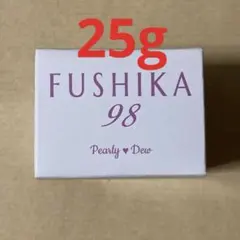 25g
FUSHIKA
98
Pearly ♥ Dew